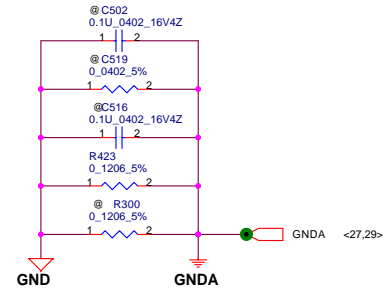 @ C502
0.1U_0402_16V4Z
1 2
@ C519
0_0402_5%
1 2
@C516
0.1U_0402_16V4Z
1 2
R423
0_1206_5%
1 2
@ R300
0_1206_5%
1 2
GNDA <27,29>
GND GNDA